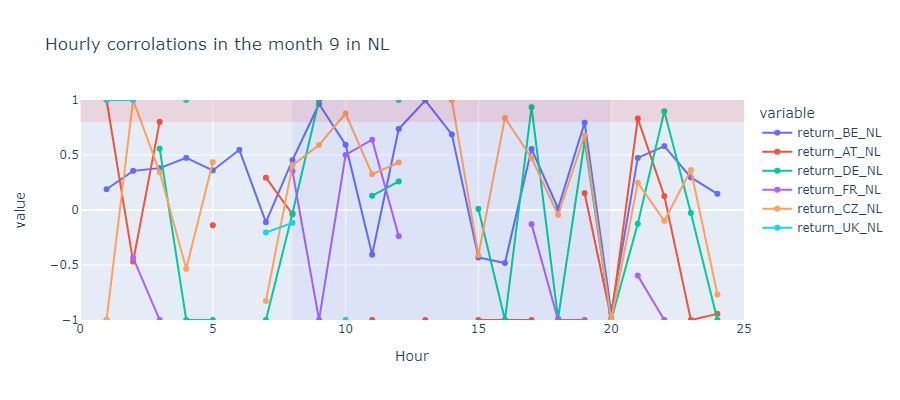 Hourly corrolations in the month 9 in NL
variable
return_BE_NL
return_AT_NL
return_DE_NL
return_FR_NL
return_CZ_NL
return_UK_NL
value
1
0.5
0
−0.5
−1
0
5
10
15
20
25
Hour